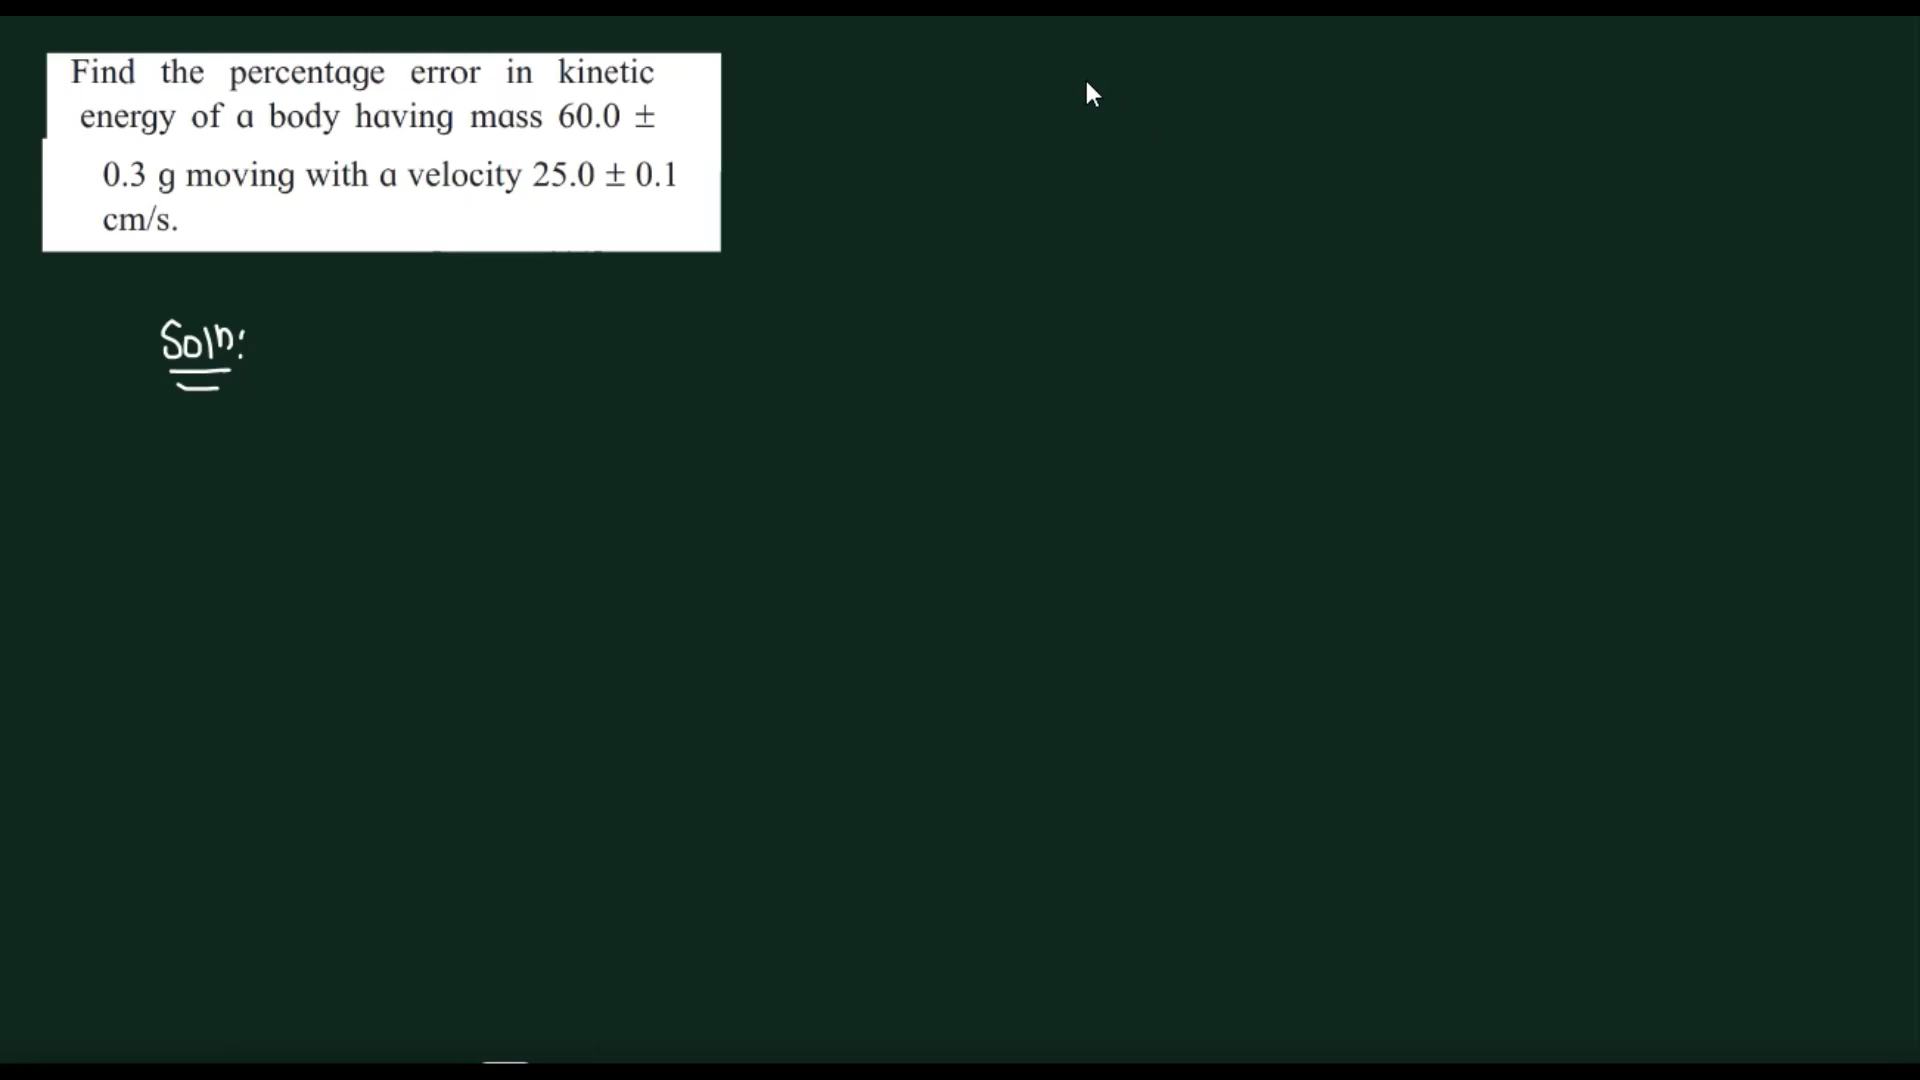 Find the percentage error in kinetic
energy of a body having mass 60.0 ±
0.3 g moving with a velocity 25.0 ± 0.1
cm/s.
Soln: